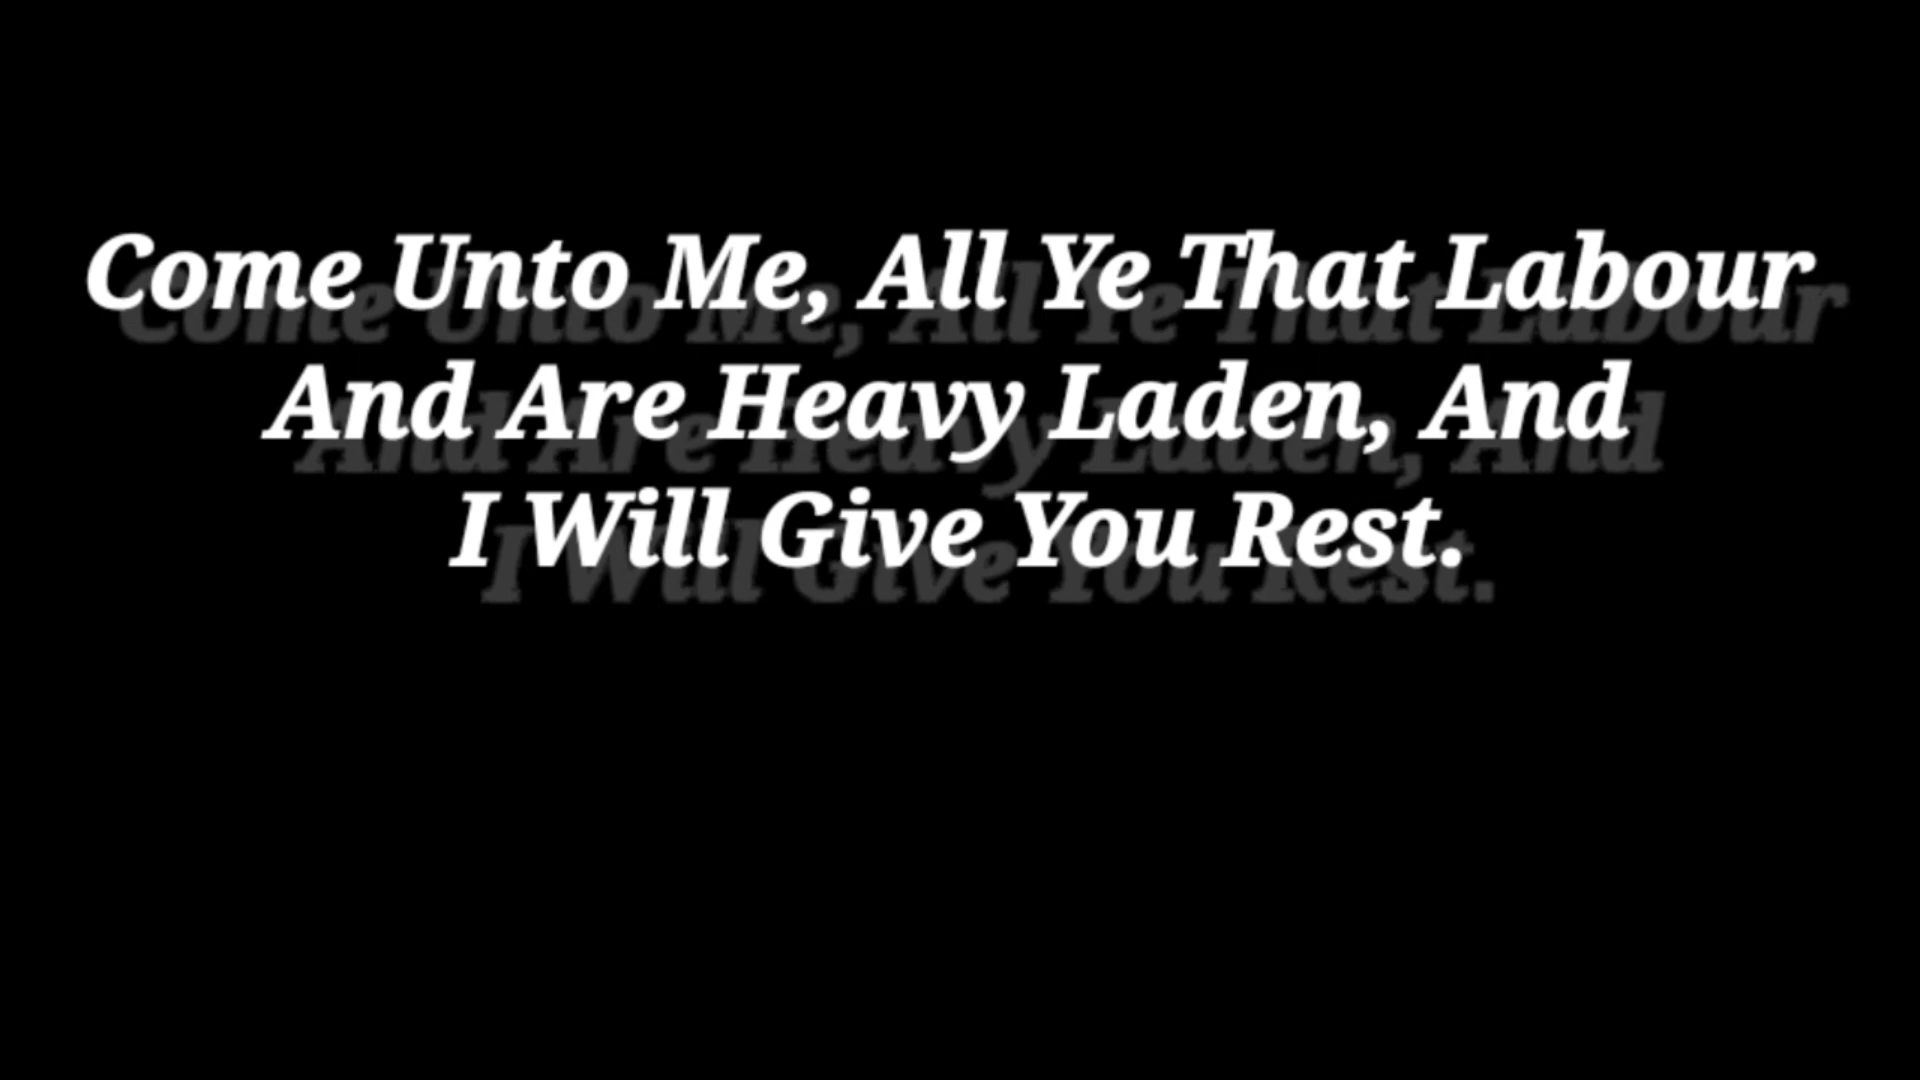 Come Unto Me, All Ye That Labour
And Are Heavy Laden, And
I Will Give You Rest.